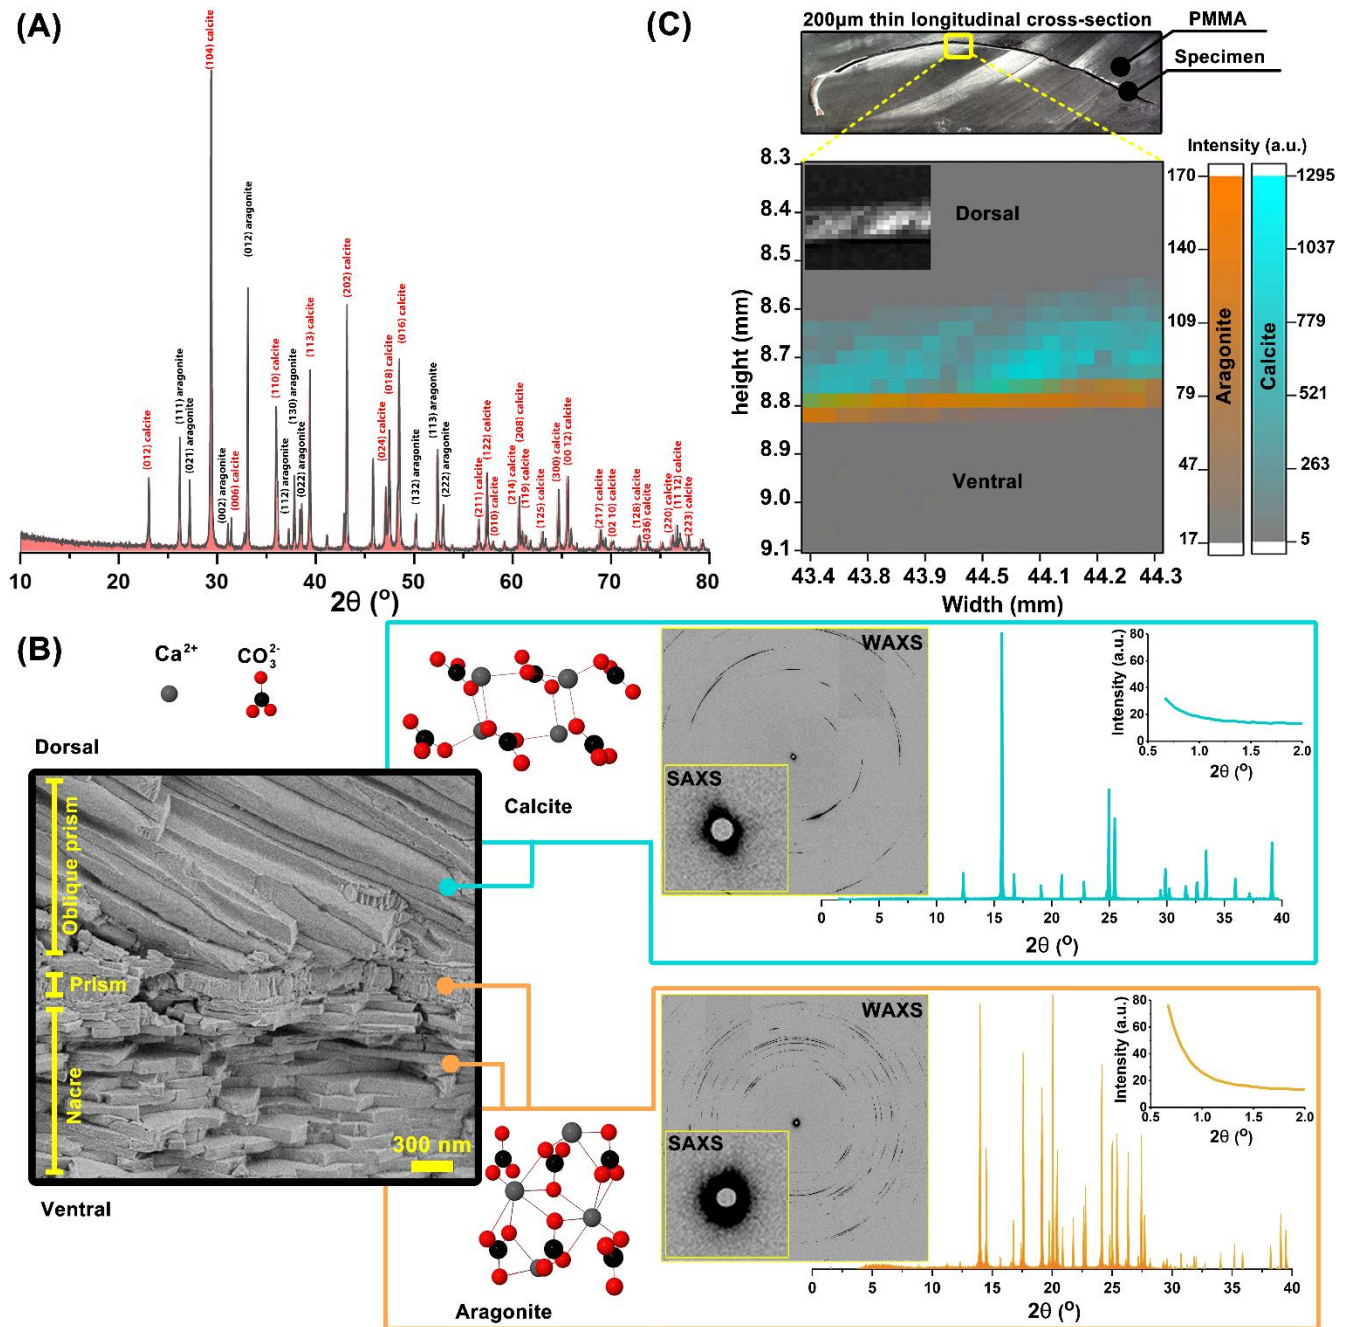 (A)
(104) calcite
(012) aragonite
(202) calcite
(016) calcite
(018) calcite
(113) calcite
(110) calcite
(130) aragonite
(111) aragonite
(021) aragonite
(012) calcite
(002) aragonite
(006) calcite
(112) aragonite
(022) aragonite
(024) calcite
(113) aragonite
(222) aragonite
(132) aragonite
(211) calcite
(122) calcite
(010) calcite
(214) calcite
(208) calcite
(119) calcite
(125) calcite
(300) calcite
(00 12) calcite
(217) calcite
(02 10) calcite
(128) calcite
(036) calcite
(220) calcite
(11 12) calcite
(223) calcite
10 20 30 40 50 60 70 80
2θ (°)
(C)
200µm thin longitudinal cross-section
PMMA
Specimen
Intensity (a.u.)
8.3
8.4
8.5
8.6
8.7
8.8
8.9
9.0
9.1
height (mm)
Dorsal
Ventral
43.4 43.8 43.9 44.5 44.1 44.2 44.3
Width (mm)
170
140
109
79
47
17
Aragonite
Calcite
1295
1037
779
521
263
5
(B)
Ca2+
CO32-
Dorsal
Oblique prism
Prism
Nacre
300 nm
Ventral
Calcite
WAXS
SAXS
Intensity (a.u.)
80
60
40
20
0
0.5 1.0 1.5 2.0
2θ (°)
0 5 10 15 20 25 30 35 40
2θ (°)
Aragonite
WAXS
SAXS
Intensity (a.u.)
80
60
40
20
0
0.5 1.0 1.5 2.0
2θ (°)
0 5 10 15 20 25 30 35 40
2θ (°)